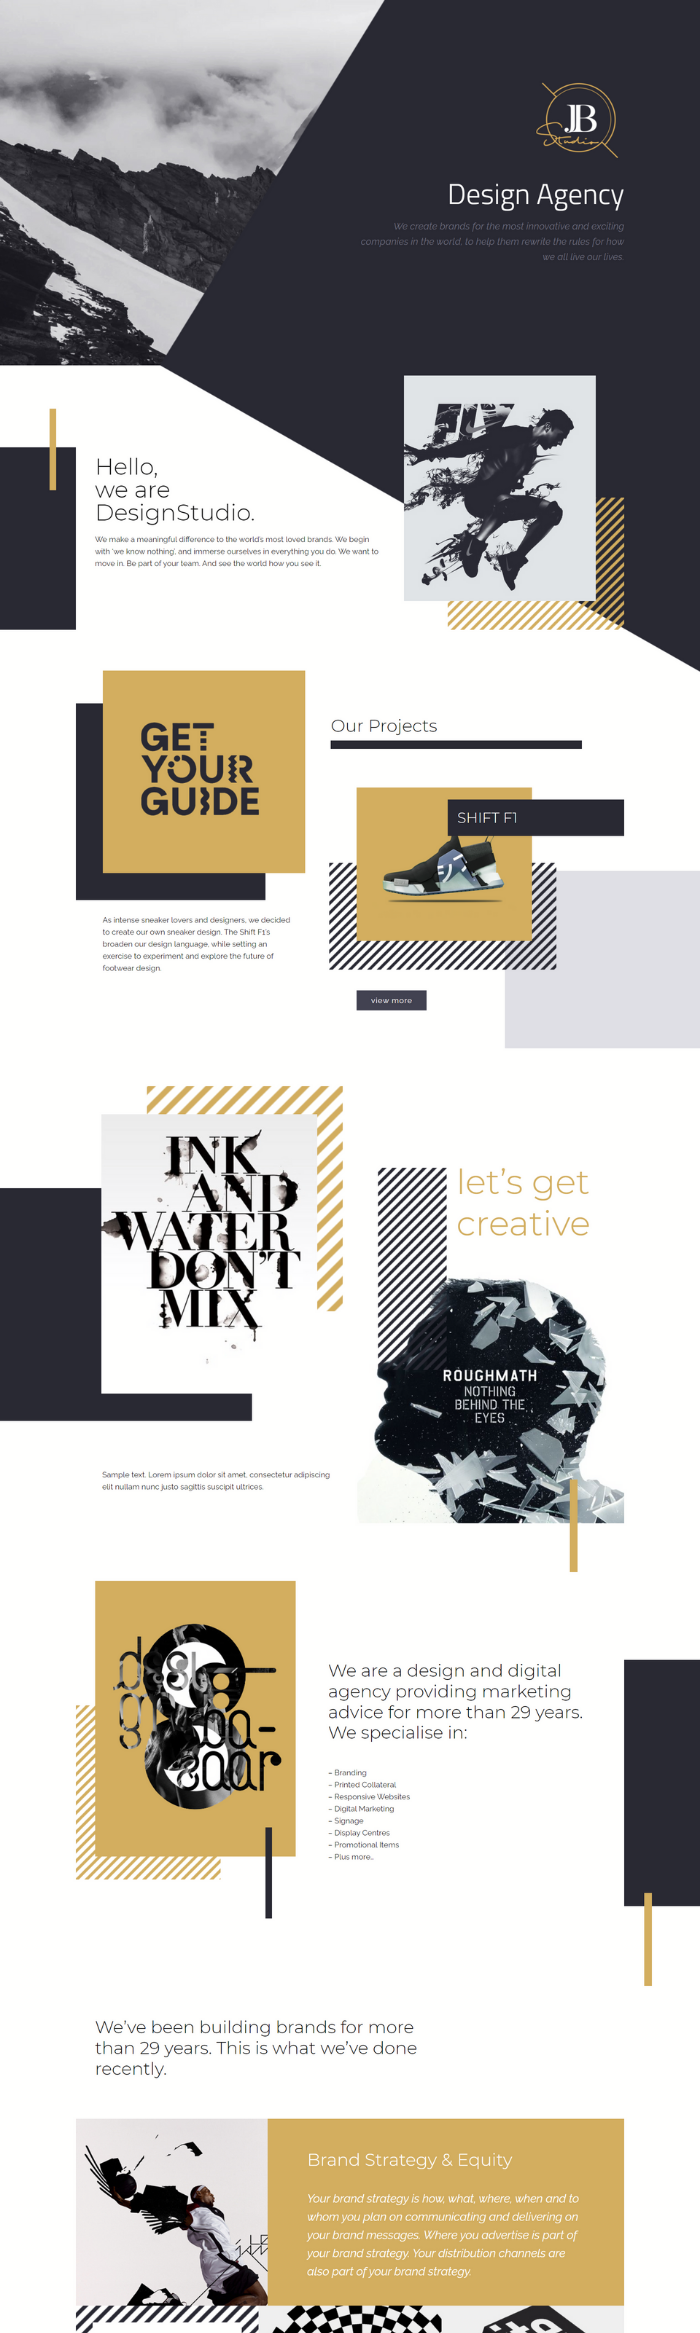 JB
Studio
Design Agency
We create brands for the most innovative and exciting
companies in the world, to help them rewrite the rules for how
we all live our lives.
FLY
Hello,
we are
DesignStudio.
We make a meaningful difference to the world's most loved brands. We begin
with 'we know nothing', and immerse ourselves in everything you do. We want to
move in. Be part of your team. And see the world how you see it.
GET
YOUR
GUIDE
Our Projects
SHIFT F1
As intense sneaker lovers and designers, we decided
to create our own sneaker design. The Shift F1's
broaden our design language, while setting an
exercise to experiment and explore the future of
footwear design.
view more
INK
AND
WATER
DON'T
MIX
let's get
creative
ROUGHMATH
NOTHING
BEHIND THE
EYES
Sample text. Lorem ipsum dolor sit amet, consectetur adipiscing
elit nullam nunc justo sagittis suscipit ultrices.
We are a design and digital
agency providing marketing
advice for more than 29 years.
We specialise in:
– Branding
– Printed Collateral
– Responsive Websites
– Digital Marketing
– Signage
– Display Centres
– Promotional Items
– Plus more…
We've been building brands for more
than 29 years. This is what we've done
recently.
Brand Strategy & Equity
Your brand strategy is how, what, where, when and to
whom you plan on communicating and delivering on
your brand messages. Where you advertise is part of
your brand strategy. Your distribution channels are
also part of your brand strategy.